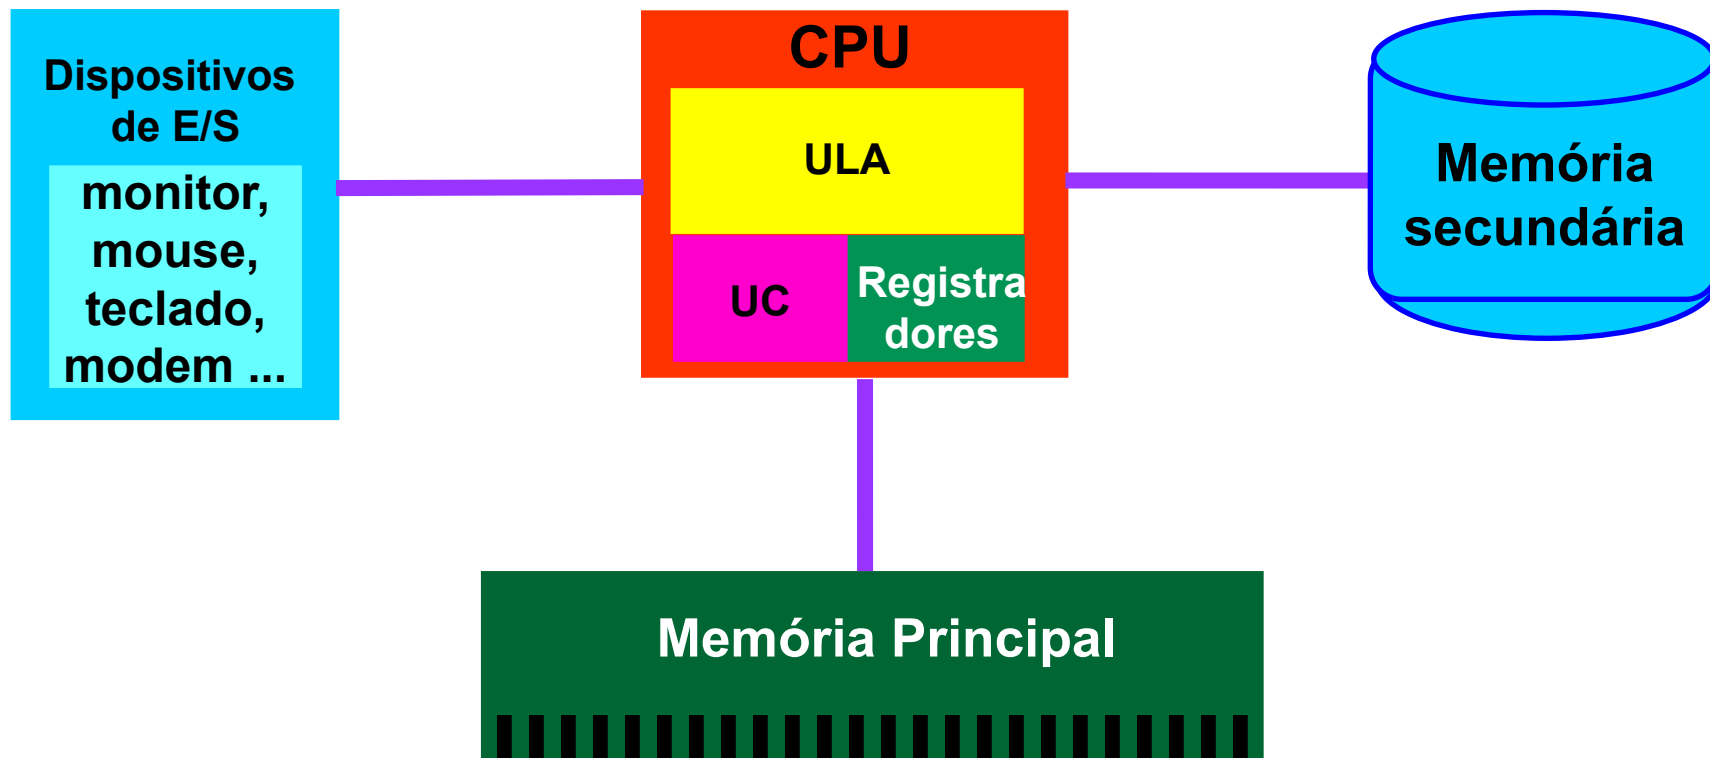 Dispositivos
de E/S
monitor,
mouse,
teclado,
modem ...
CPU
ULA
UC
Registra
dores
Memória
secundária
Memória Principal